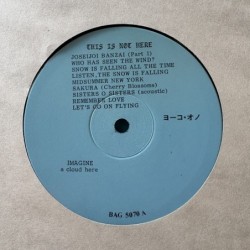 THIS IS NOT HERE
JOSEIJOI BANZAI (Part 1)
WHO HAS SEEN THE WIND?
SNOW IS FALLING ALL THE TIME
LISTEN, THE SNOW IS FALLING
MIDSUMMER NEW YORK
SAKURA (Cherry Blossoms)
SISTERS O SISTERS (acoustic)
REMEMBER LOVE
LET'S GO ON FLYING
ヨーコ・オノ
IMAGINE
a cloud here
BAG 5070 A